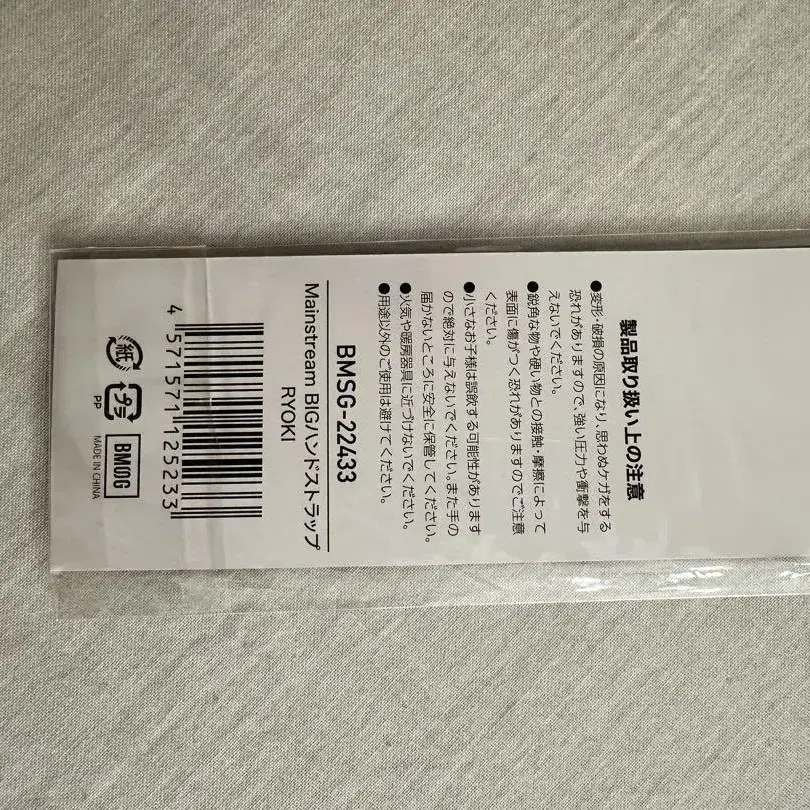 製品取り扱い上の注意
●変形・破損の原因になり、思わぬケガをする
恐れがありますので、強い圧力や衝撃を与
えないでください。
●鋭角な物や硬い物との接触・摩擦によって
表面に傷がつく恐れがありますのでご注意
ください。
●小さなお子様は誤飲する可能性があります
ので絶対に与えないでください。また手の
届かないところに安全に保管してください。
●火気や暖房器具に近づけないでください。
●用途以外のご使用は避けてください。
BMSG-22433
Mainstream BIGハンドストラップ
RYOKI
4 571571 125233
紙
プラ
PP
BMSG
MADE IN CHINA